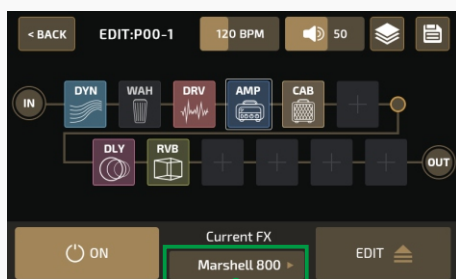 < BACK EDIT:P00-1 120 BPM 50
IN DYN WAH DRV AMP CAB
DLY RVB OUT
Current FX
ON Marshell 800 EDIT